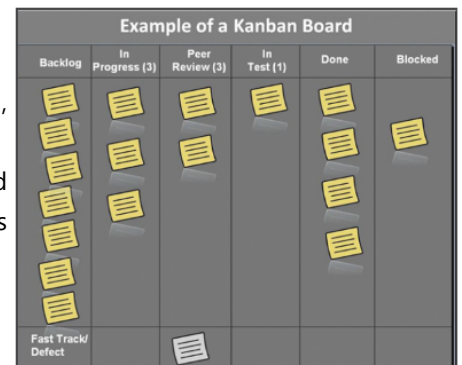 Example of a Kanban Board
Backlog
In
Progress (3)
Peer
Review (3)
In
Test (1)
Done
Blocked
,
d
s
Fast Track/
Defect